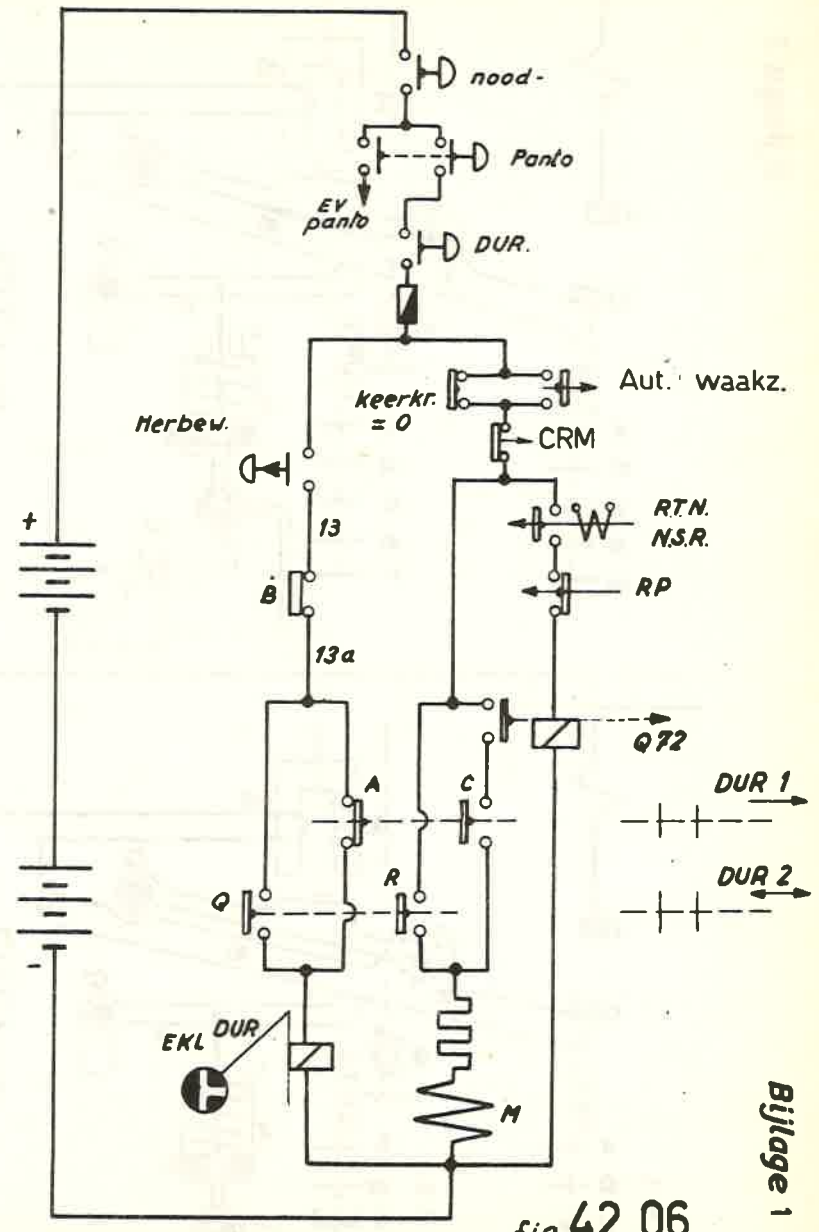 nood-
Panto
EV
panto
DUR.
keerkr.
= 0
Aut. waakz.
Herbew.
CRM
+
13
R.T.N.
N.S.R.
B
RP
13a
Q72
A
C
DUR 1
Q
R
DUR 2
-
EKL DUR
M
Bijlage 1
fig 42.06